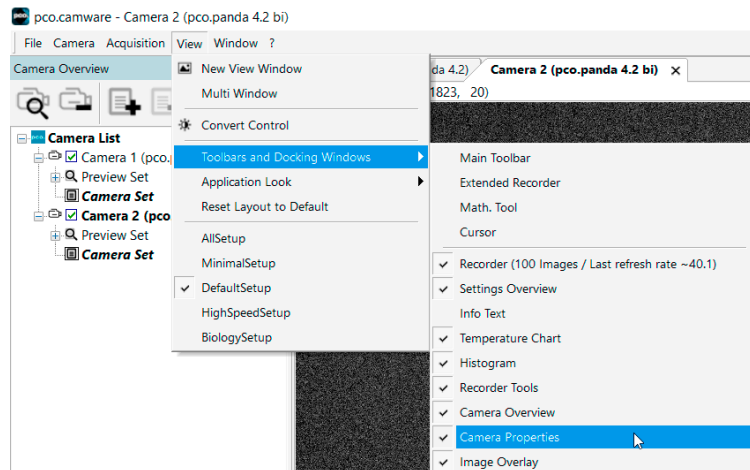 pco.camware - Camera 2 (pco.panda 4.2 bi)
File Camera Acquisition View Window ?
Camera Overview
Camera List
Camera 1 (pco.
Preview Set
Camera Set
Camera 2 (pco
Preview Set
Camera Set
New View Window
Multi Window
Convert Control
Toolbars and Docking Windows
Application Look
Reset Layout to Default
AllSetup
MinimalSetup
DefaultSetup
HighSpeedSetup
BiologySetup
da 4.2) Camera 2 (pco.panda 4.2 bi)
1823, 20)
Main Toolbar
Extended Recorder
Math. Tool
Cursor
Recorder (100 Images / Last refresh rate ~40.1)
Settings Overview
Info Text
Temperature Chart
Histogram
Recorder Tools
Camera Overview
Camera Properties
Image Overlay